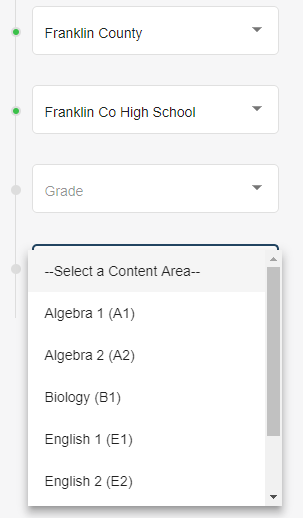 Franklin County
Franklin Co High School
Grade
--Select a Content Area--
Algebra 1 (A1)
Algebra 2 (A2)
Biology (B1)
English 1 (E1)
English 2 (E2)